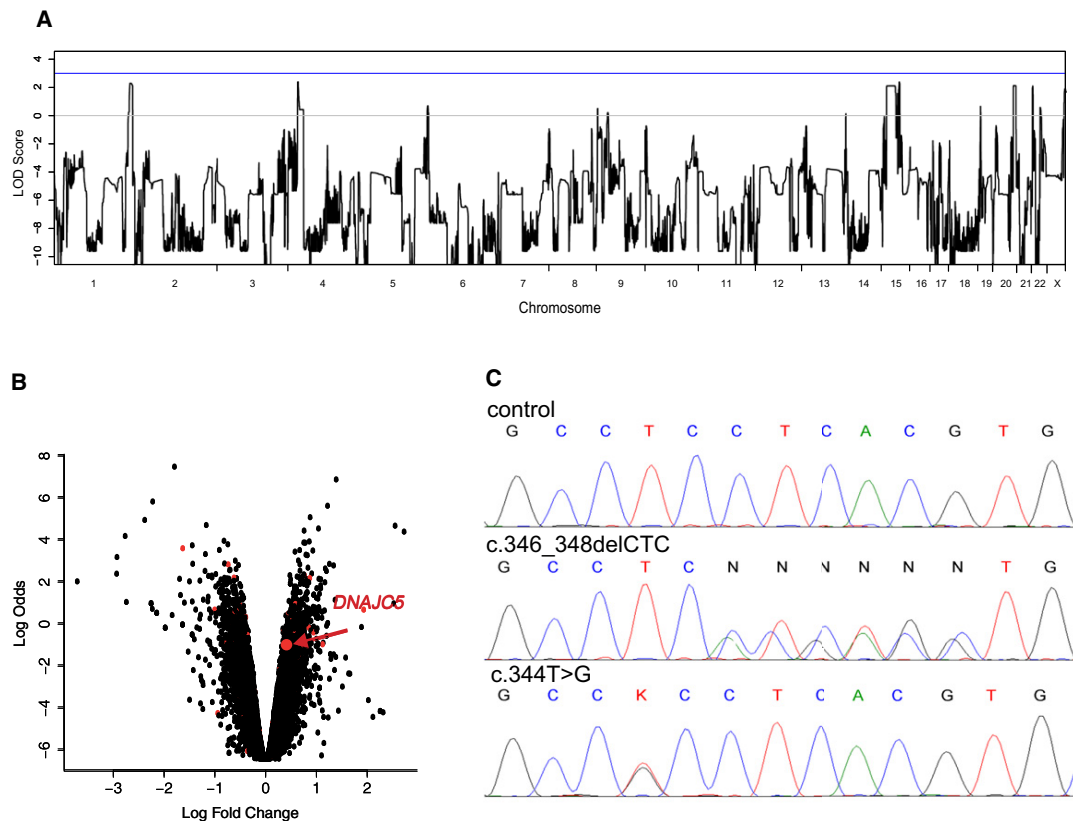 A
LOD Score
4
2
0
−2
−4
−6
−8
−10
1 2 3 4 5 6 7 8 9 10 11 12 13 14 15 16 17 18 19 20 21 22 X
Chromosome
B
Log Odds
8
6
4
2
0
−2
−4
−6
DNAJC5
−3 −2 −1 0 1 2
Log Fold Change
C
control
G C C T C C T C A C G T G
c.346_348delCTC
G C C T C N N N N N N T G
c.344T>G
G C C K C C T C A C G T G